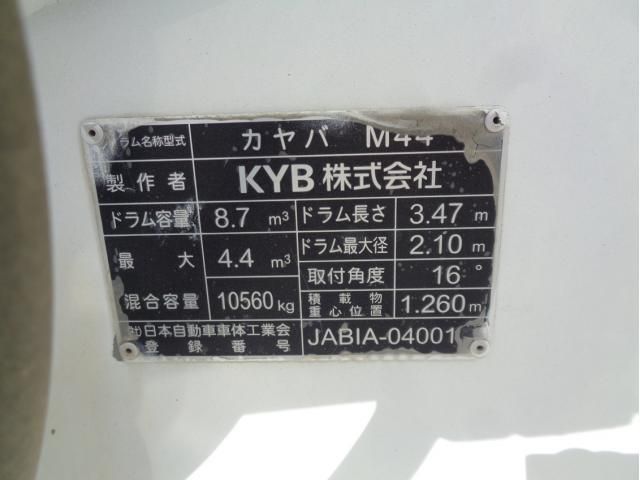 ラム名称型式 カヤバ M44
製作者 KYB株式会社
ドラム容量 8.7 m³ ドラム長さ 3.47 m
最大 4.4 m³ ドラム最大径 2.10 m
取付角度 16°
混合容量 10560kg 積載物重心位置 1.260m
日本自動車車体工業会
登録番号 JABIA-04001